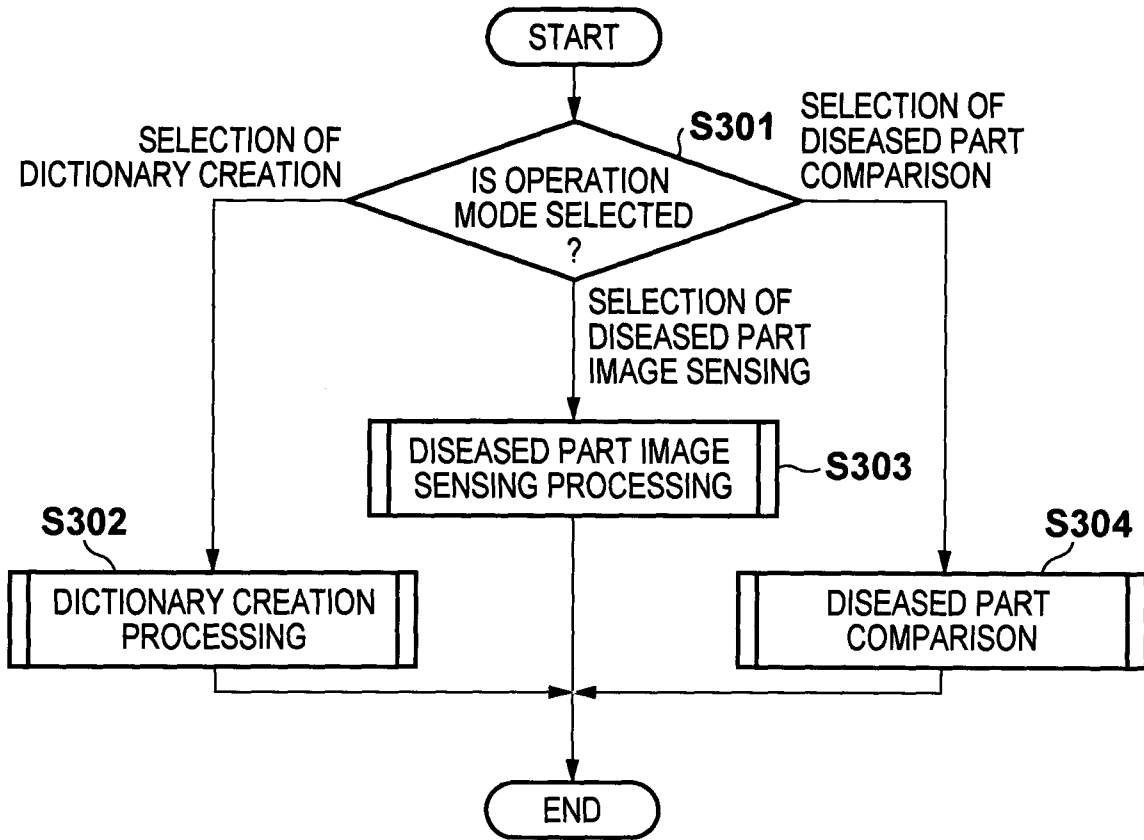 START
SELECTION OF
DICTIONARY CREATION
S301
SELECTION OF
DISEASED PART
COMPARISON
IS OPERATION
MODE SELECTED
?
SELECTION OF
DISEASED PART
IMAGE SENSING
DISEASED PART IMAGE
SENSING PROCESSING
S303
S302
DICTIONARY CREATION
PROCESSING
S304
DISEASED PART
COMPARISON
END